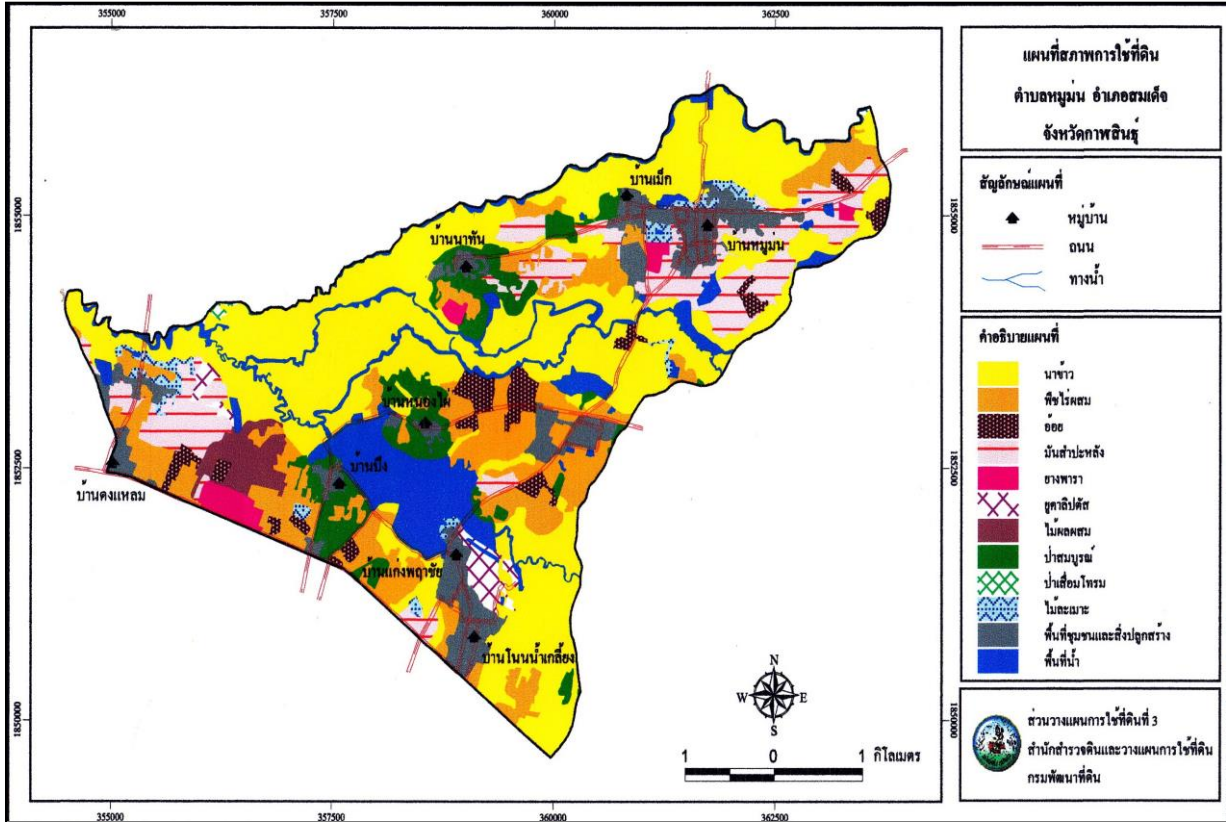 355000
357500
360000
362500
1855000
1852500
1850000
1855000
1852500
1850000
355000
357500
360000
362500
บ้านเม็ก
บ้านนาทัน
บ้านหมูม่น
บ้านหนองไผ่
บ้านบึง
บ้านดงแหลม
บ้านแก่งพฤาชัย
บ้านโนนน้ำเกลี้ยง
N
W E
S
1 0 1 กิโลเมตร
แผนที่สภาพการใช้ที่ดิน
ตำบลหมูม่น อำเภอสมเด็จ
จังหวัดกาฬสินธุ์
สัญลักษณ์แผนที่
หมู่บ้าน
ถนน
ทางน้ำ
คำอธิบายแผนที่
นาข้าว
พืชไร่ผสม
อ้อย
มันสำปะหลัง
ยางพารา
ยูคาลิปตัส
ไม้ผลผสม
ป่าสมบูรณ์
ป่าเสื่อมโทรม
ไม้ละเมาะ
พื้นที่ชุมชนและสิ่งปลูกสร้าง
พื้นที่น้ำ
ส่วนวางแผนการใช้ที่ดินที่ 3
สำนักสำรวจดินและวางแผนการใช้ที่ดิน
กรมพัฒนาที่ดิน